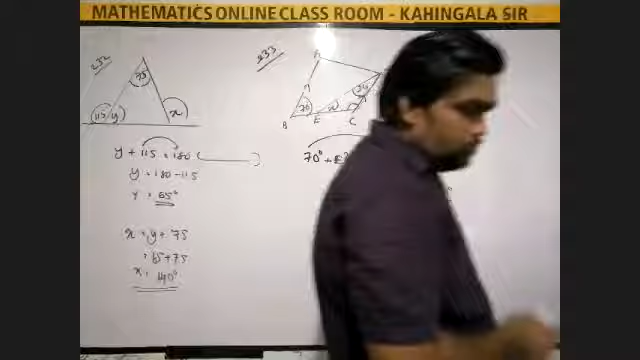 MATHEMATICS ONLINE CLASS ROOM - KAHINGALA SIR
232
75
115 y
x
y + 115 = 180 ( )
y = 180 - 115
y = 65°
x = y + 75
= 65 + 75
x = 140°
233
70
B
E
C
70° +